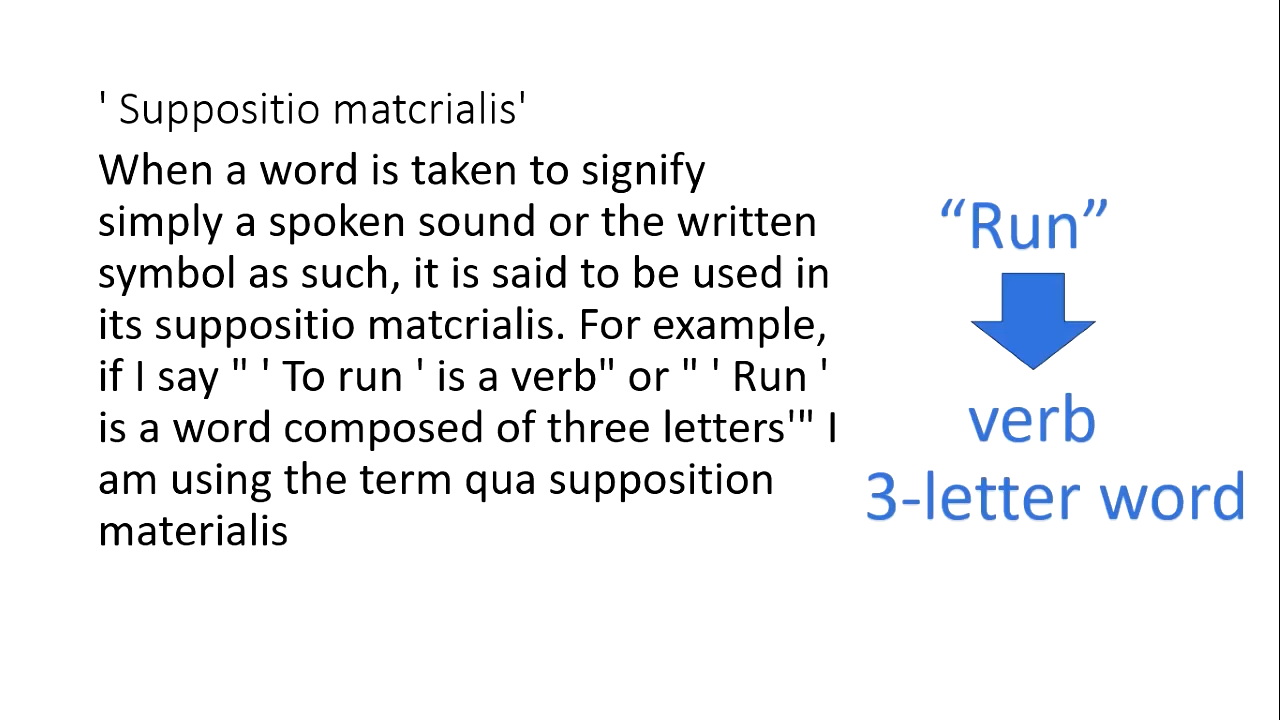 ' Suppositio matcrialis'
When a word is taken to signify
simply a spoken sound or the written
symbol as such, it is said to be used in
its suppositio matcrialis. For example,
if I say " ' To run ' is a verb" or " ' Run '
is a word composed of three letters'" I
am using the term qua supposition
materialis
“Run”
verb
3-letter word